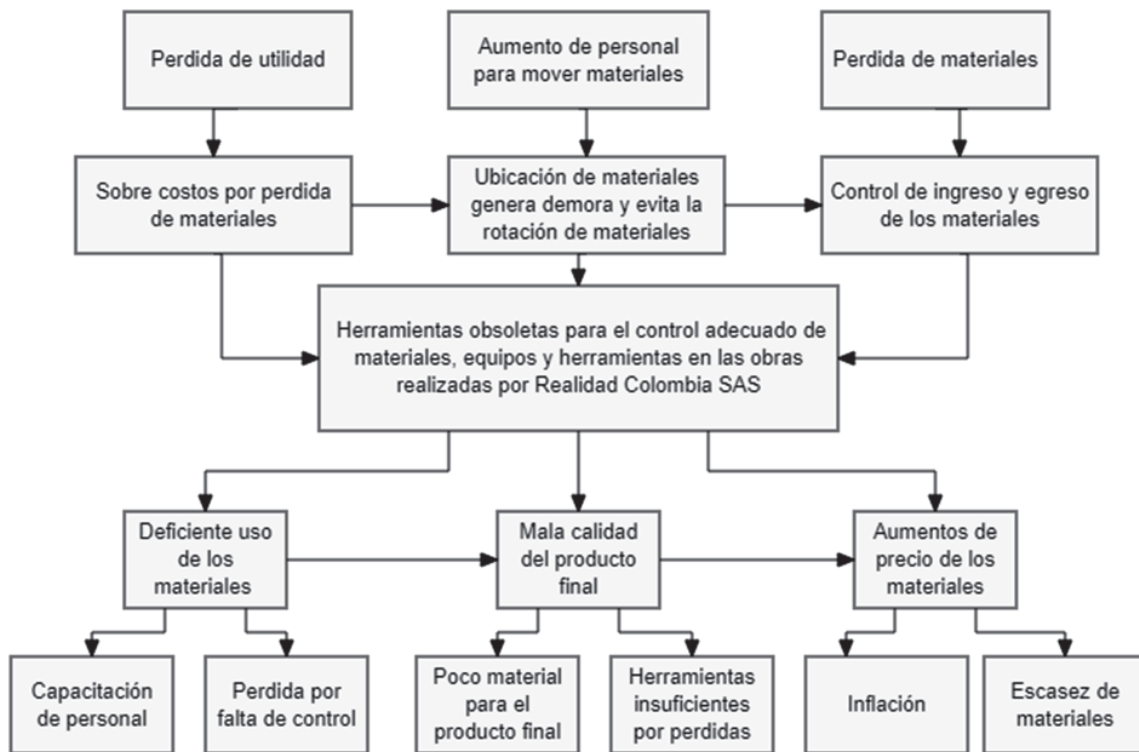 Perdida de utilidad
Aumento de personal
para mover materiales
Perdida de materiales
Sobre costos por perdida
de materiales
Ubicación de materiales
genera demora y evita la
rotación de materiales
Control de ingreso y egreso
de los materiales
Herramientas obsoletas para el control adecuado de
materiales, equipos y herramientas en las obras
realizadas por Realidad Colombia SAS
Deficiente uso
de los
materiales
Mala calidad
del producto
final
Aumentos de
precio de los
materiales
Capacitación
de personal
Perdida por
falta de control
Poco material
para el
producto final
Herramientas
insuficientes
por perdidas
Inflación
Escasez de
materiales